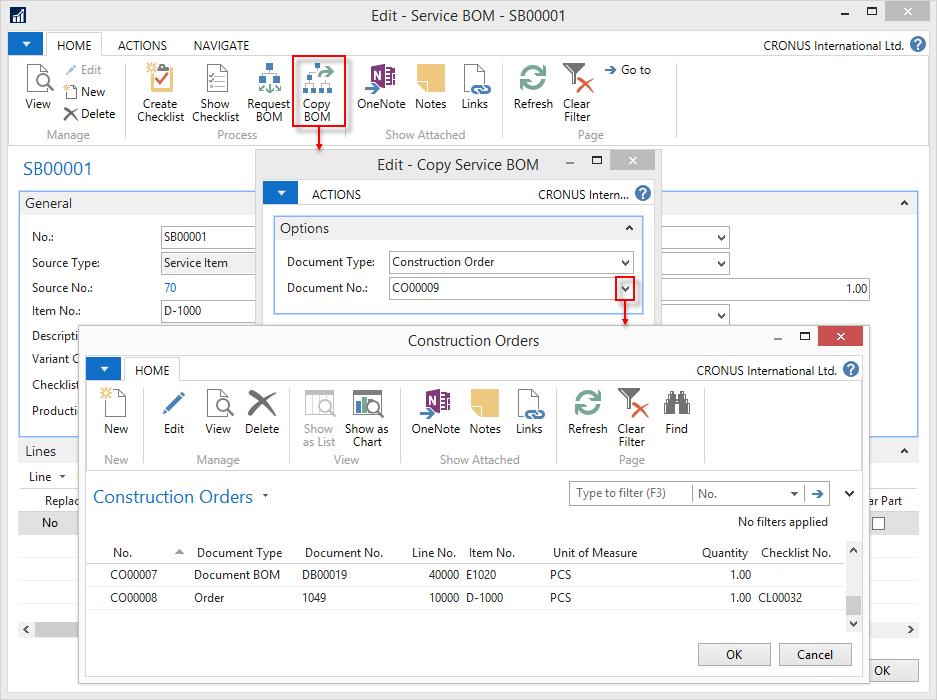 Edit - Service BOM - SB00001
HOME ACTIONS NAVIGATE CRONUS International Ltd. ?
View Edit New Delete
Create Checklist Show Checklist Request BOM Copy BOM
OneNote Notes Links
Refresh Clear Filter Go to
Manage Process Show Attached Page
SB00001
General
No.: SB00001
Source Type: Service Item
Source No.: 70
1.00
Item No.: D-1000
Descripti
Variant C
Checklist
Producti
Lines
Line
Replac
ar Part
No
OK
Edit - Copy Service BOM
ACTIONS CRONUS Intern... ?
Options
Document Type: Construction Order
Document No.: CO00009
Construction Orders
HOME CRONUS International Ltd. ?
New Edit View Delete Show as List Show as Chart OneNote Notes Links Refresh Clear Filter Find
New Manage View Show Attached Page
Construction Orders
Type to filter (F3) No.
No filters applied
No. Document Type Document No. Line No. Item No. Unit of Measure Quantity Checklist No.
CO00007 Document BOM DB00019 40000 E1020 PCS 1.00
CO00008 Order 1049 10000 D-1000 PCS 1.00 CL00032
OK Cancel